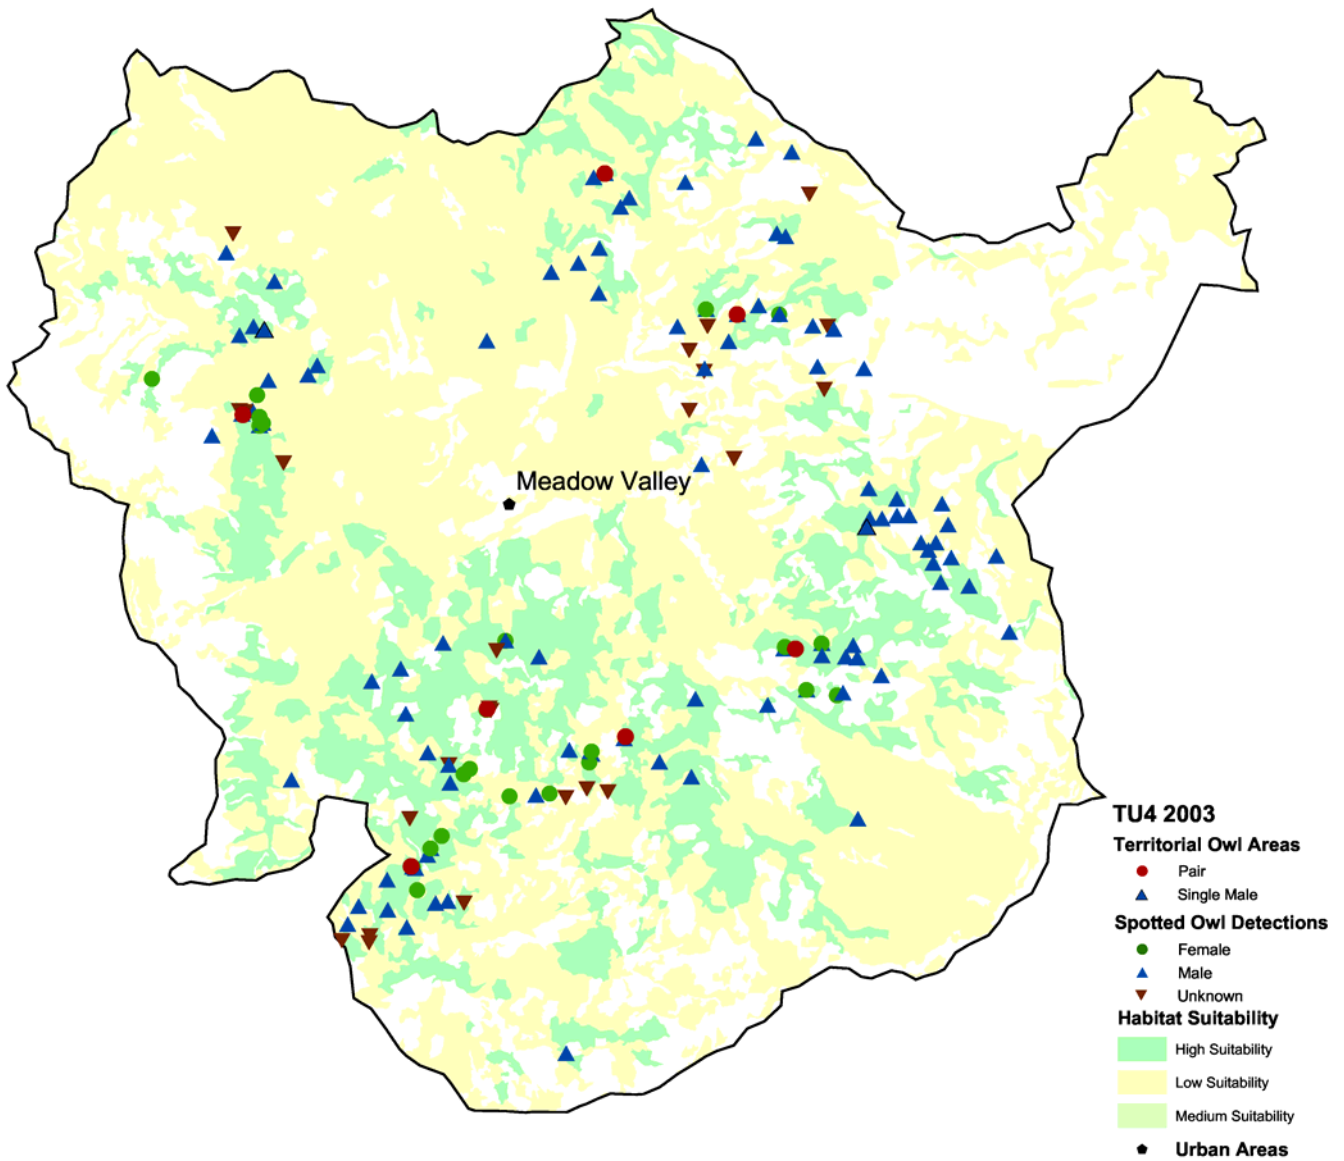 Meadow Valley
TU4 2003
Territorial Owl Areas
Pair
Single Male
Spotted Owl Detections
Female
Male
Unknown
Habitat Suitability
High Suitability
Low Suitability
Medium Suitability
Urban Areas